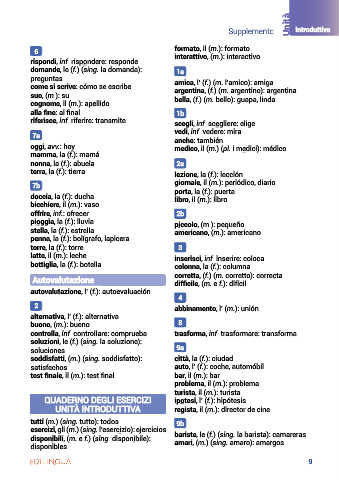 Supplemento
Unità
Introduttiva
6
rispondi, inf rispondere: responde
domande, le (f.) (sing. la domanda):
preguntas
come si scrive: cómo se escribe
suo, (m.): su
cognome, il (m.): apellido
alla fine: al final
riferisce, inf riferire: transmite
7a
oggi, avv.: hoy
mamma, la (f.): mamá
nonna, la (f.): abuela
terra, la (f.): tierra
7b
doccia, la (f.): ducha
bicchiere, il (m.): vaso
offrire, inf.: ofrecer
pioggia, la (f.): lluvia
stella, la (f.): estrella
penna, la (f.): bolígrafo, lapicera
torre, la (f.): torre
latte, il (m.): leche
bottiglia, la (f.): botella
Autovalutazione
autovalutazione, l' (f.): autoevaluación
2
alternativa, l' (f.): alternativa
buono, (m.): bueno
controlla, inf controllare: comprueba
soluzioni, le (f.) (sing. la soluzione):
soluciones
soddisfatti, (m.) (sing. soddisfatto):
satisfechos
test finale, il (m.): test final
QUADERNO DEGLI ESERCIZI
UNITÀ INTRODUTTIVA
tutti (m.) (sing. tutto): todos
esercizi, gli (m.) (sing. l'esercizio): ejercicios
disponibili, (m. e f.) (sing disponibile):
disponibles
formato, il (m.): formato
interattivo, (m.): interactivo
1a
amica, l' (f.) (m. l'amico): amiga
argentina, (f.) (m. argentino): argentina
bella, (f.) (m. bello): guapa, linda
1b
scegli, inf scegliere: elige
vedi, inf vedere: mira
anche: también
medico, il (m.) (pl. i medici): médico
2a
lezione, la (f.): lección
giornale, il (m.): periódico, diario
porta, la (f.): puerta
libro, il (m.): libro
2b
piccolo, (m.): pequeño
americano, (m.): americano
3
inserisci, inf inserire: coloca
colonna, la (f.): columna
corretta, (f.) (m. corretto): correcta
difficile, (m. e f.): difícil
4
abbinamento, l' (m.): unión
8
trasforma, inf trasformare: transforma
9a
città, la (f.): ciudad
auto, l' (f.): coche, automóbil
bar, il (m.): bar
problema, il (m.): problema
turista, il (m.): turista
ipotesi, l' (f.): hipótesis
regista, il (m.): director de cine
9b
bariste, le (f.) (sing. la barista): camareras
amari, (m.) (sing. amaro): amargos
EDILINGUA
9